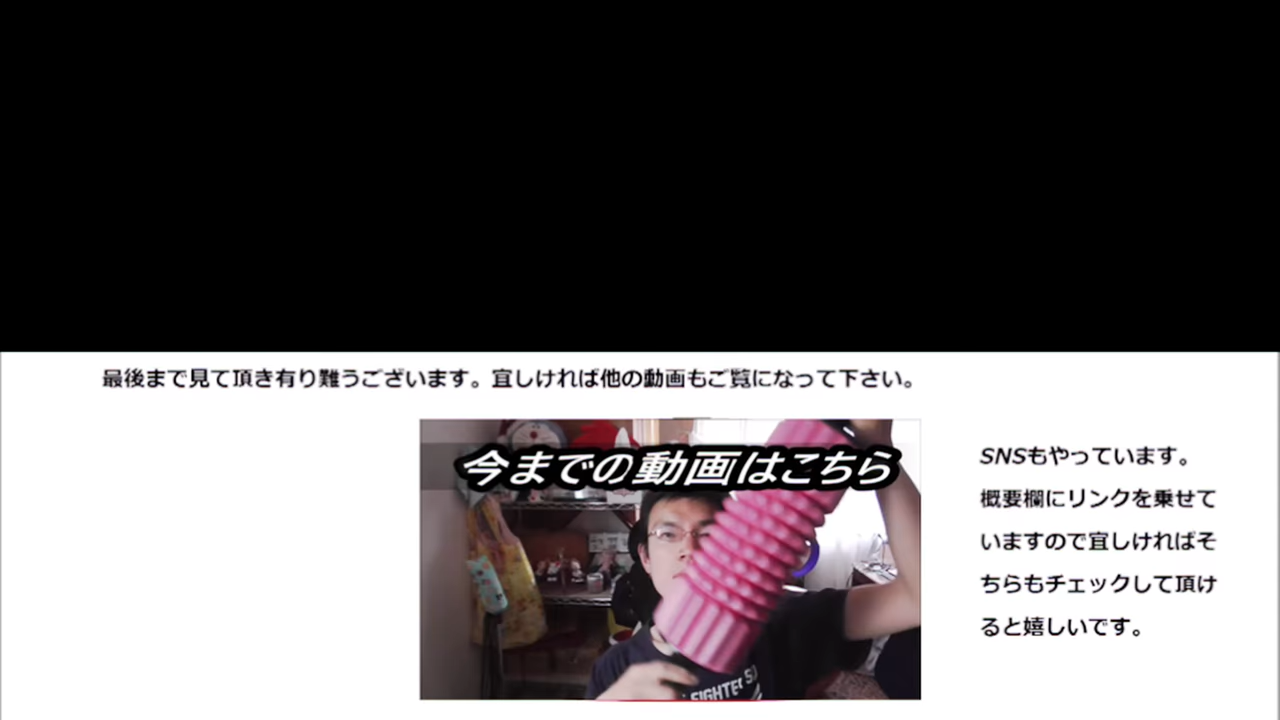 最後まで見て頂き有り難うございます。宜しければ他の動画もご覧になって下さい。
今までの動画はこちら
SNSもやっています。
概要欄にリンクを乗せて
いますので宜しければそ
ちらもチェックして頂け
ると嬉しいです。